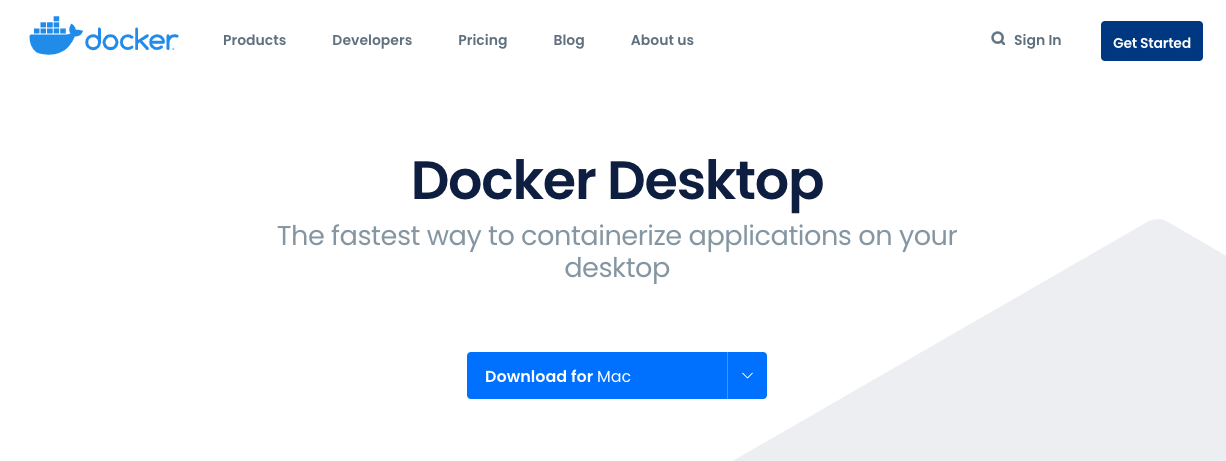 docker
Products
Developers
Pricing
Blog
About us
Sign In
Get Started
Docker Desktop
The fastest way to containerize applications on your
desktop
Download for Mac